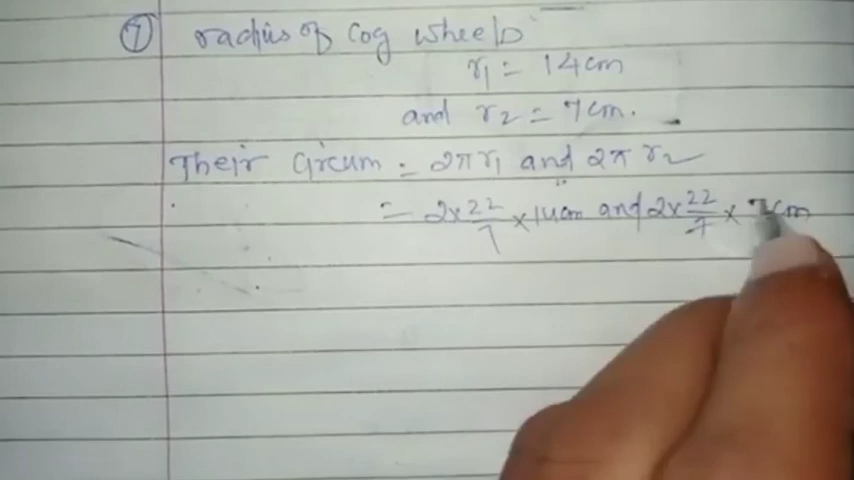 7 radius of Cog wheels
r1 = 14cm
and r2 = 7cm.
Their Circum = 2πr1 and 2πr2
= 2×22/7 ×14cm and 2×22/7 × 7cm